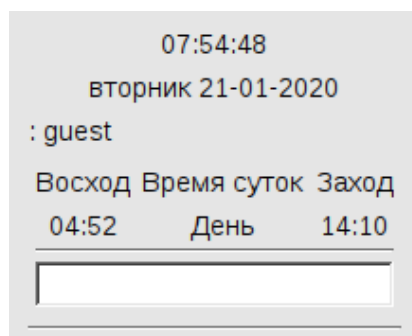 07:54:48
вторник 21-01-2020
: guest
Восход Время суток Заход
04:52 День 14:10